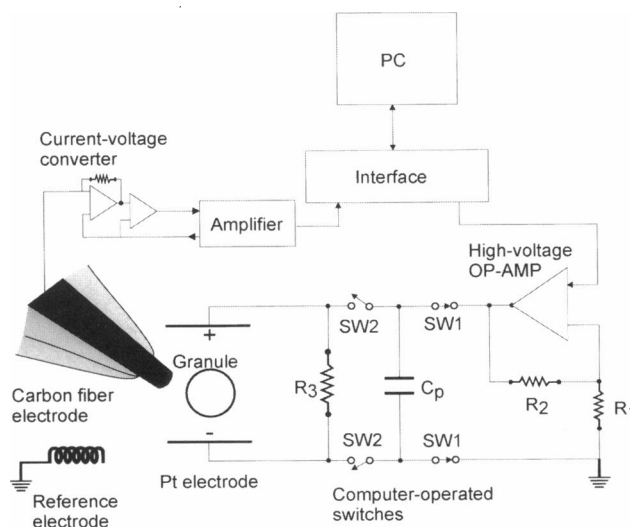 PC
Current-voltage
converter
Interface
Amplifier
High-voltage
OP-AMP
+
SW2
SW1
Granule
R3
Cp
R2
R
Carbon fiber
electrode
-
SW2
SW1
Pt electrode
Computer-operated
switches
Reference
electrode